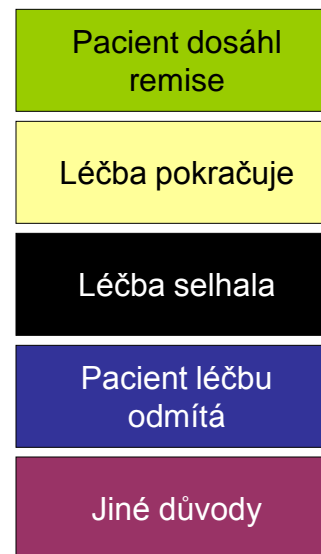 Pacient dosáhl
remise
Léčba pokračuje
Léčba selhala
Pacient léčbu
odmítá
Jiné důvody